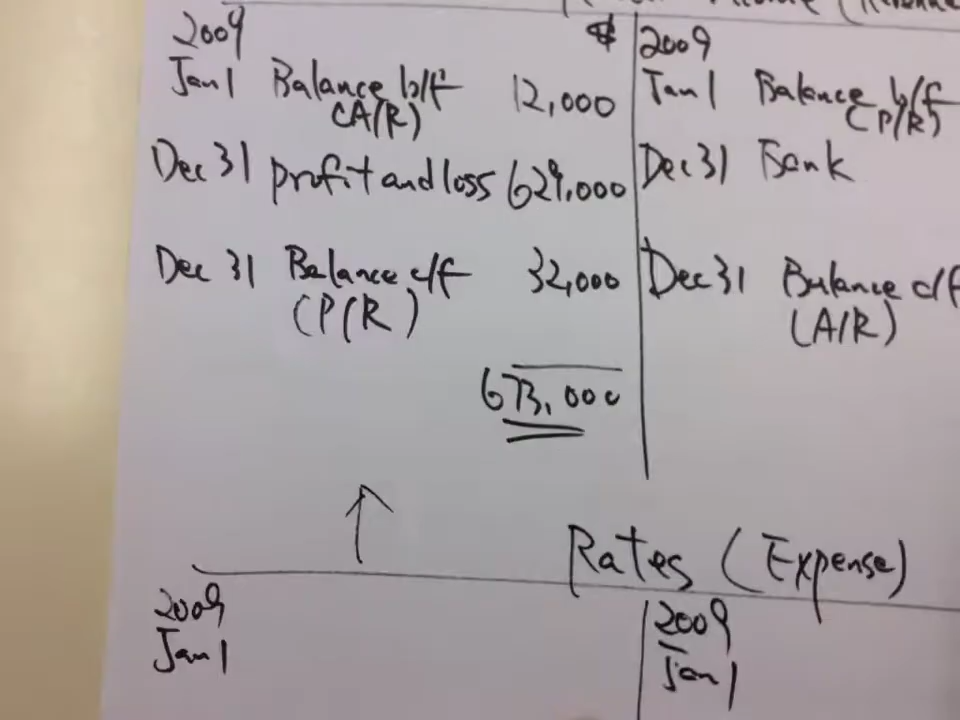 2009 $ 2009
Jan 1 Balance b/f 12,000 Jan 1 Balance b/f
(A/R) (P/R)
Dec 31 profit and loss 629,000 Dec 31 Bank
Dec 31 Balance c/f 32,000 Dec 31 Balance c/f
(P/R) (A/R)
673,000
Rates (Expense)
2009 2009
Jan 1 Jan 1